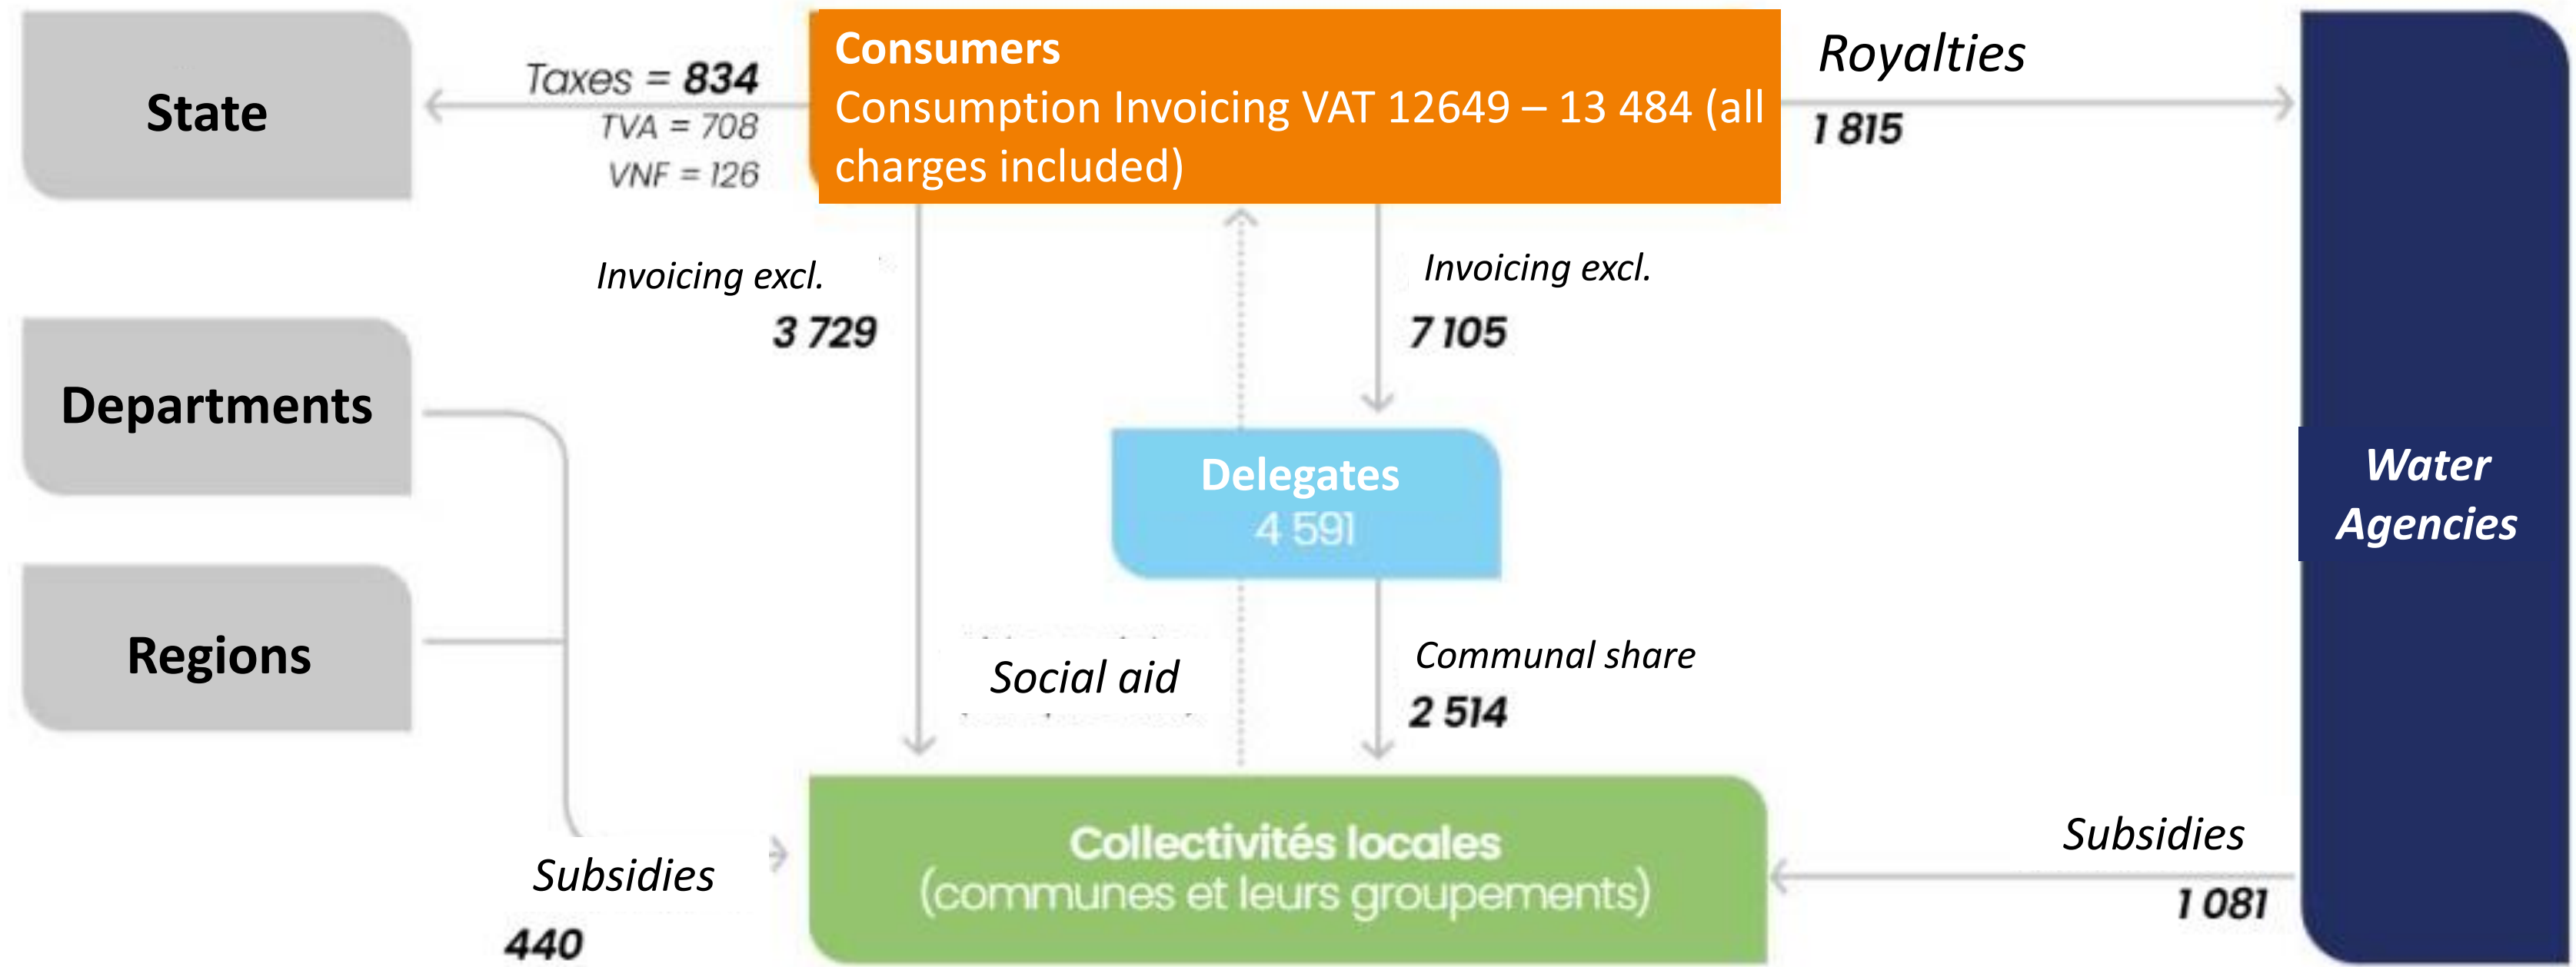 State
Taxes = 834
TVA = 708
VNF = 126
Consumers
Consumption Invoicing VAT 12649 – 13 484 (all
charges included)
Royalties
1 815
Invoicing excl.
3 729
Invoicing excl.
7 105
Departments
Delegates
4 591
Water
Agencies
Regions
Social aid
Communal share
2 514
Subsidies
440
Collectivités locales
(communes et leurs groupements)
Subsidies
1 081